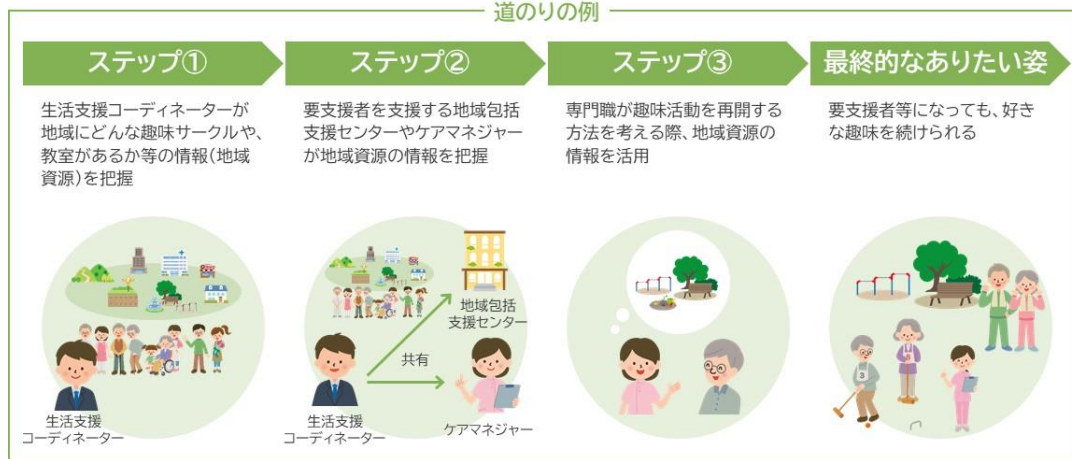 道のりの例
ステップ①
生活支援コーディネーターが
地域にどんな趣味サークルや、
教室があるか等の情報(地域
資源)を把握
生活支援
コーディネーター
ステップ②
要支援者を支援する地域包括
支援センターやケアマネジャー
が地域資源の情報を把握
地域包括
支援センター
共有
生活支援
コーディネーター
ケアマネジャー
ステップ③
専門職が趣味活動を再開する
方法を考える際、地域資源の
情報を活用
最終的なありたい姿
要支援者等になっても、好き
な趣味を続けられる
3